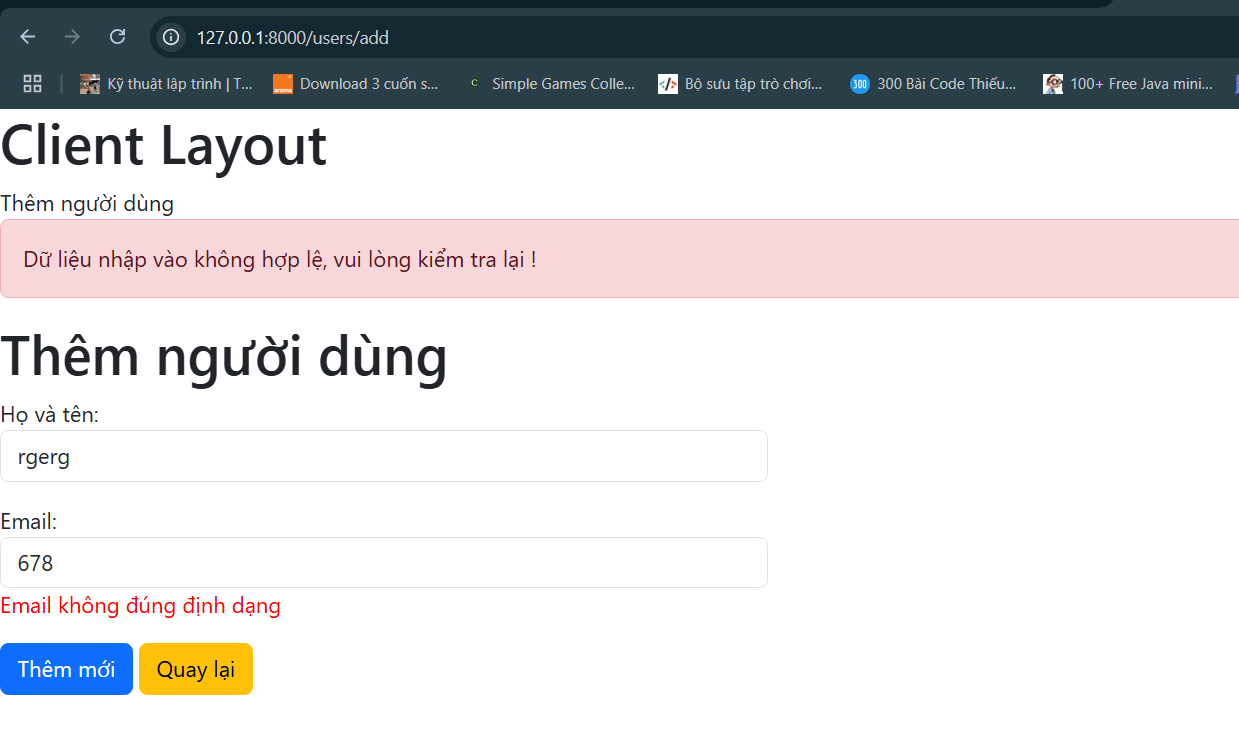 127.0.0.1:8000/users/add
Kỹ thuật lập trình | T... Download 3 cuốn s... C Simple Games Colle... </> Bộ sưu tập trò chơi... 300 300 Bài Code Thiếu... 100+ Free Java mini...
Client Layout
Thêm người dùng
Dữ liệu nhập vào không hợp lệ, vui lòng kiểm tra lại !
Thêm người dùng
Họ và tên:
rgerg
Email:
678
Email không đúng định dạng
Thêm mới Quay lại